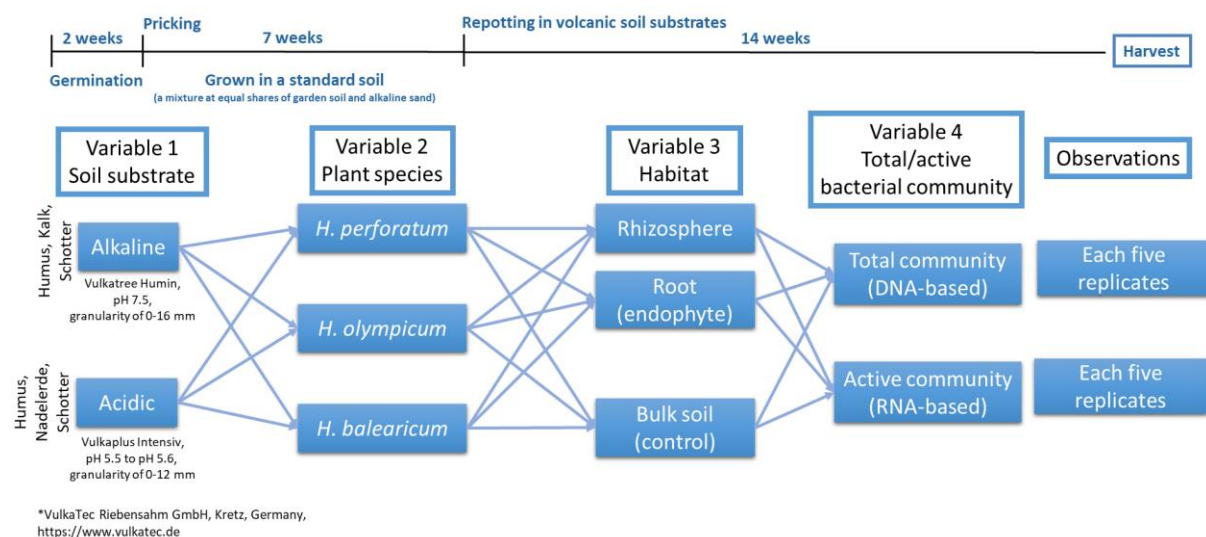 Pricking
Repotting in volcanic soil substrates
2 weeks
7 weeks
14 weeks
Harvest
Germination
Grown in a standard soil
(a mixture at equal shares of garden soil and alkaline sand)
Variable 1
Soil substrate
Variable 2
Plant species
Variable 3
Habitat
Variable 4
Total/active
bacterial community
Observations
Humus, Kalk,
Schotter
Alkaline
Vulkatree Humin,
pH 7.5,
granularity of 0-16 mm
Humus,
Nadelerde,
Schotter
Acidic
Vulkaplus Intensiv,
pH 5.5 to pH 5.6,
granularity of 0-12 mm
H. perforatum
H. olympicum
H. balearicum
Rhizosphere
Root
(endophyte)
Bulk soil
(control)
Total community
(DNA-based)
Active community
(RNA-based)
Each five
replicates
Each five
replicates
*VulkaTec Riebensahm GmbH, Kretz, Germany,
https://www.vulkatec.de